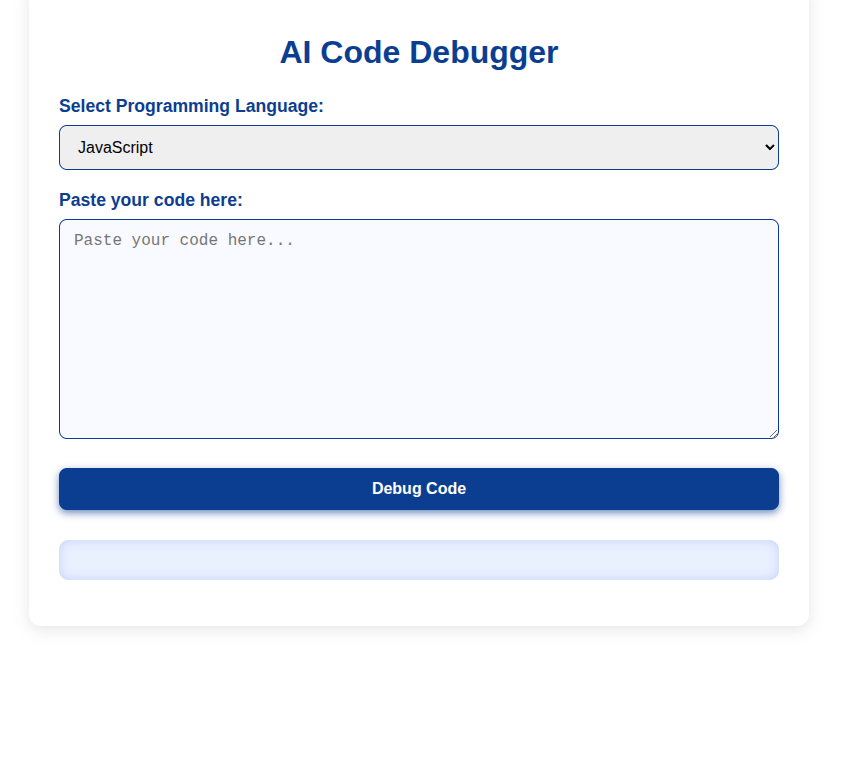 AI Code Debugger
Select Programming Language:
JavaScript
Paste your code here:
Paste your code here...
Debug Code